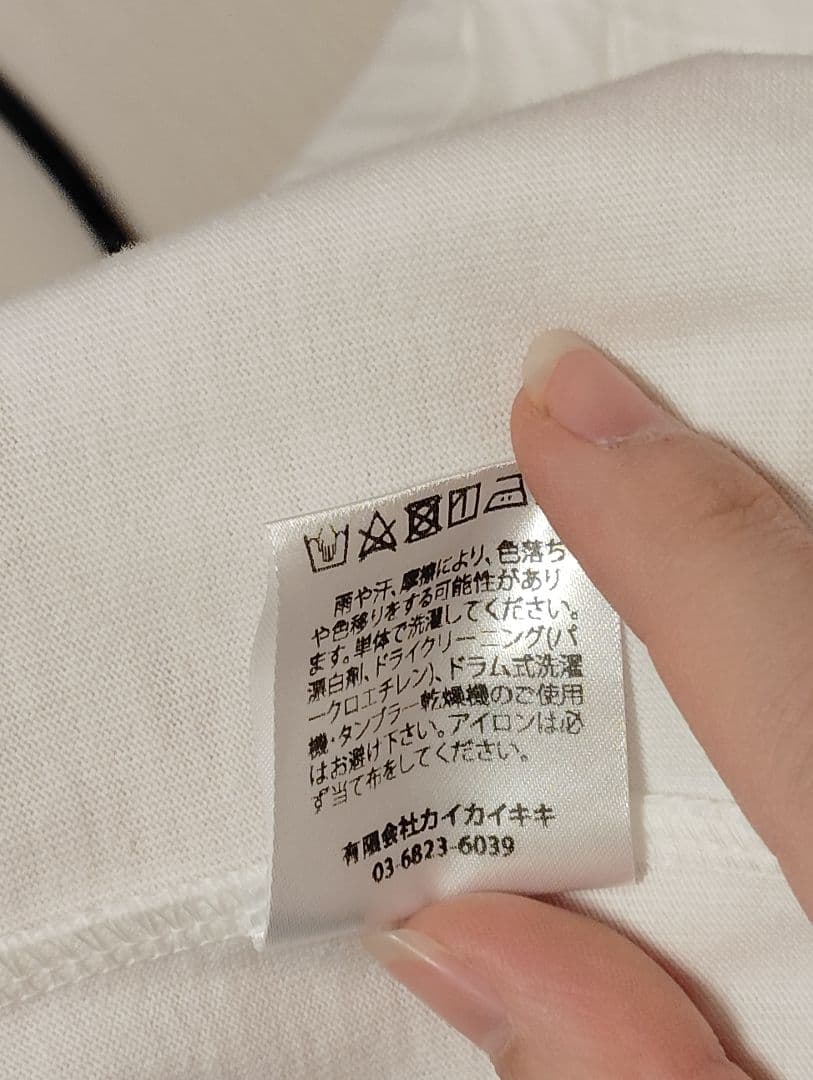 雨や汗、摩擦により、色落ち
や色移りをする可能性があり
ます。単体で洗濯してください。
漂白剤、ドライクリーニング(パ
ークロエチレン)、ドラム式洗濯
機・タンブラー乾燥機のご使用
はお避け下さい。アイロンは必
ず当て布をしてください。
有限会社カイカイキキ
03-6823-6039